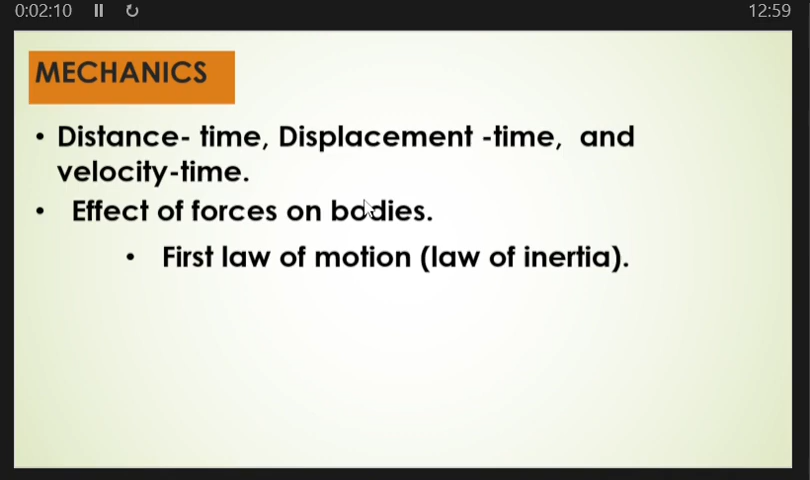 0:02:10
12:59
MECHANICS
• Distance- time, Displacement -time, and
velocity-time.
• Effect of forces on bodies.
• First law of motion (law of inertia).